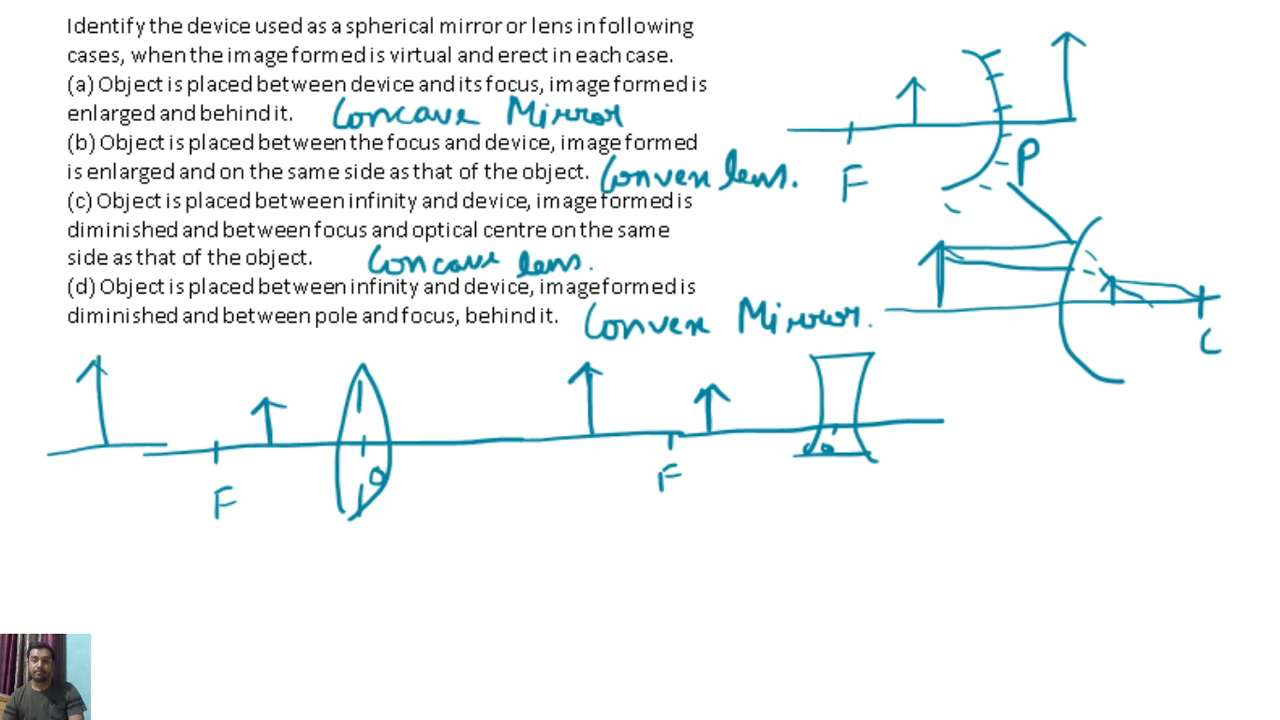 Identify the device used as a spherical mirror or lens in following
cases, when the image formed is virtual and erect in each case.
(a) Object is placed between device and its focus, image formed is
enlarged and behind it. Concave Mirror
(b) Object is placed between the focus and device, image formed
is enlarged and on the same side as that of the object. Convex lens.
(c) Object is placed between infinity and device, image formed is
diminished and between focus and optical centre on the same
side as that of the object. Concave lens.
(d) Object is placed between infinity and device, image formed is
diminished and between pole and focus, behind it. Convex Mirror.
F
P
C
F
O
F
O